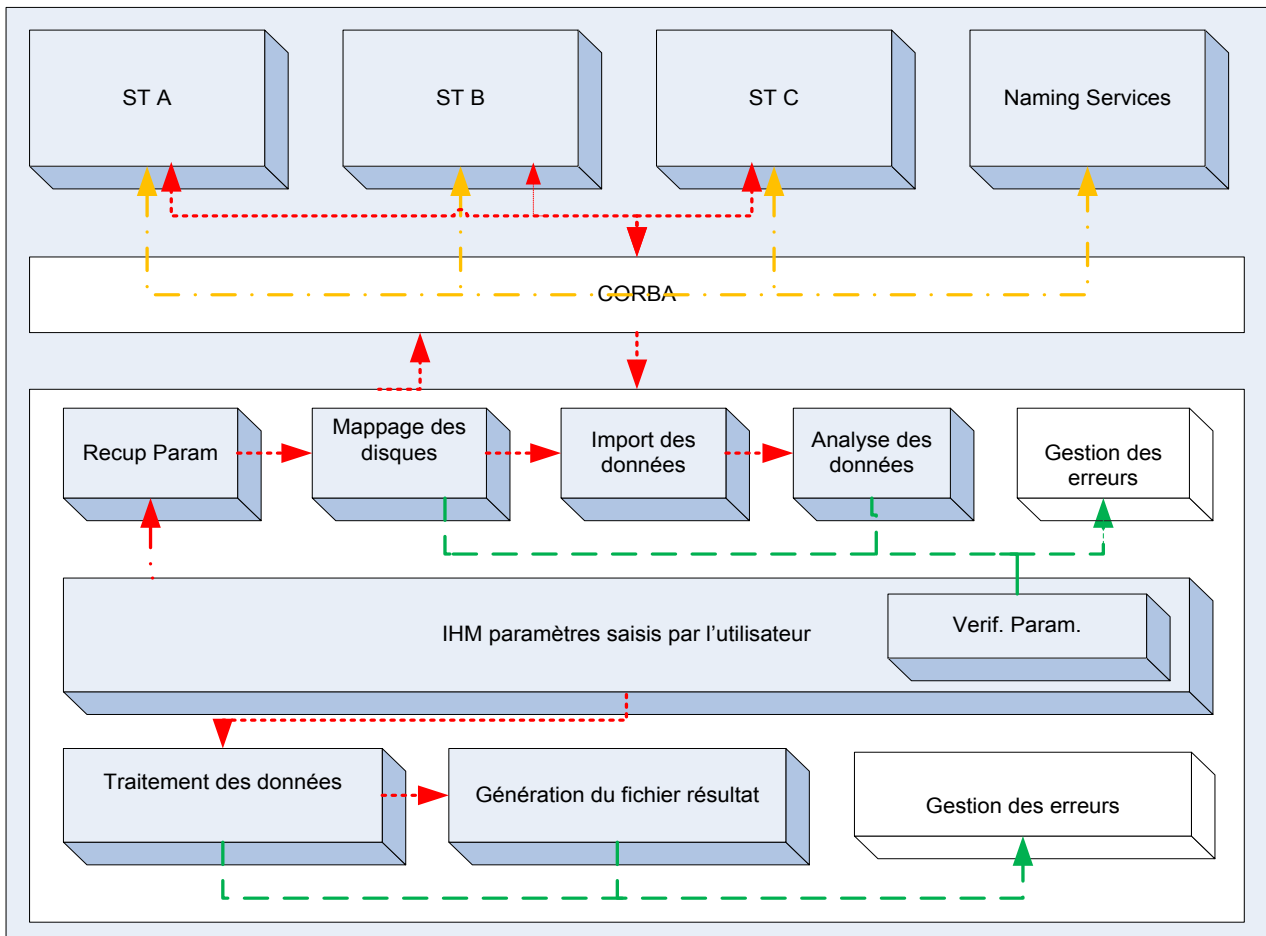 ST A
ST B
ST C
Naming Services
CORBA
Recup Param
Mappage des
disques
Import des
données
Analyse des
données
Gestion des
erreurs
IHM paramètres saisis par l’utilisateur
Verif. Param.
Traitement des données
Génération du fichier résultat
Gestion des erreurs